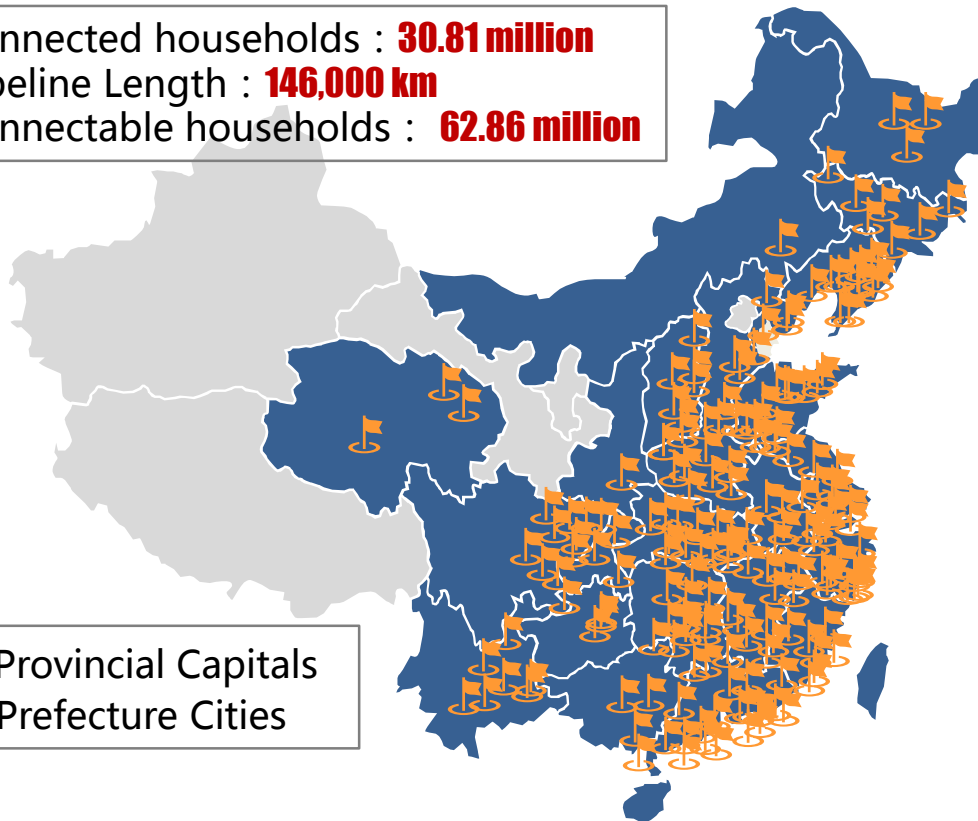 nnected households : 30.81 million
peline Length : 146,000 km
nnectable households : 62.86 million
Provincial Capitals
Prefecture Cities